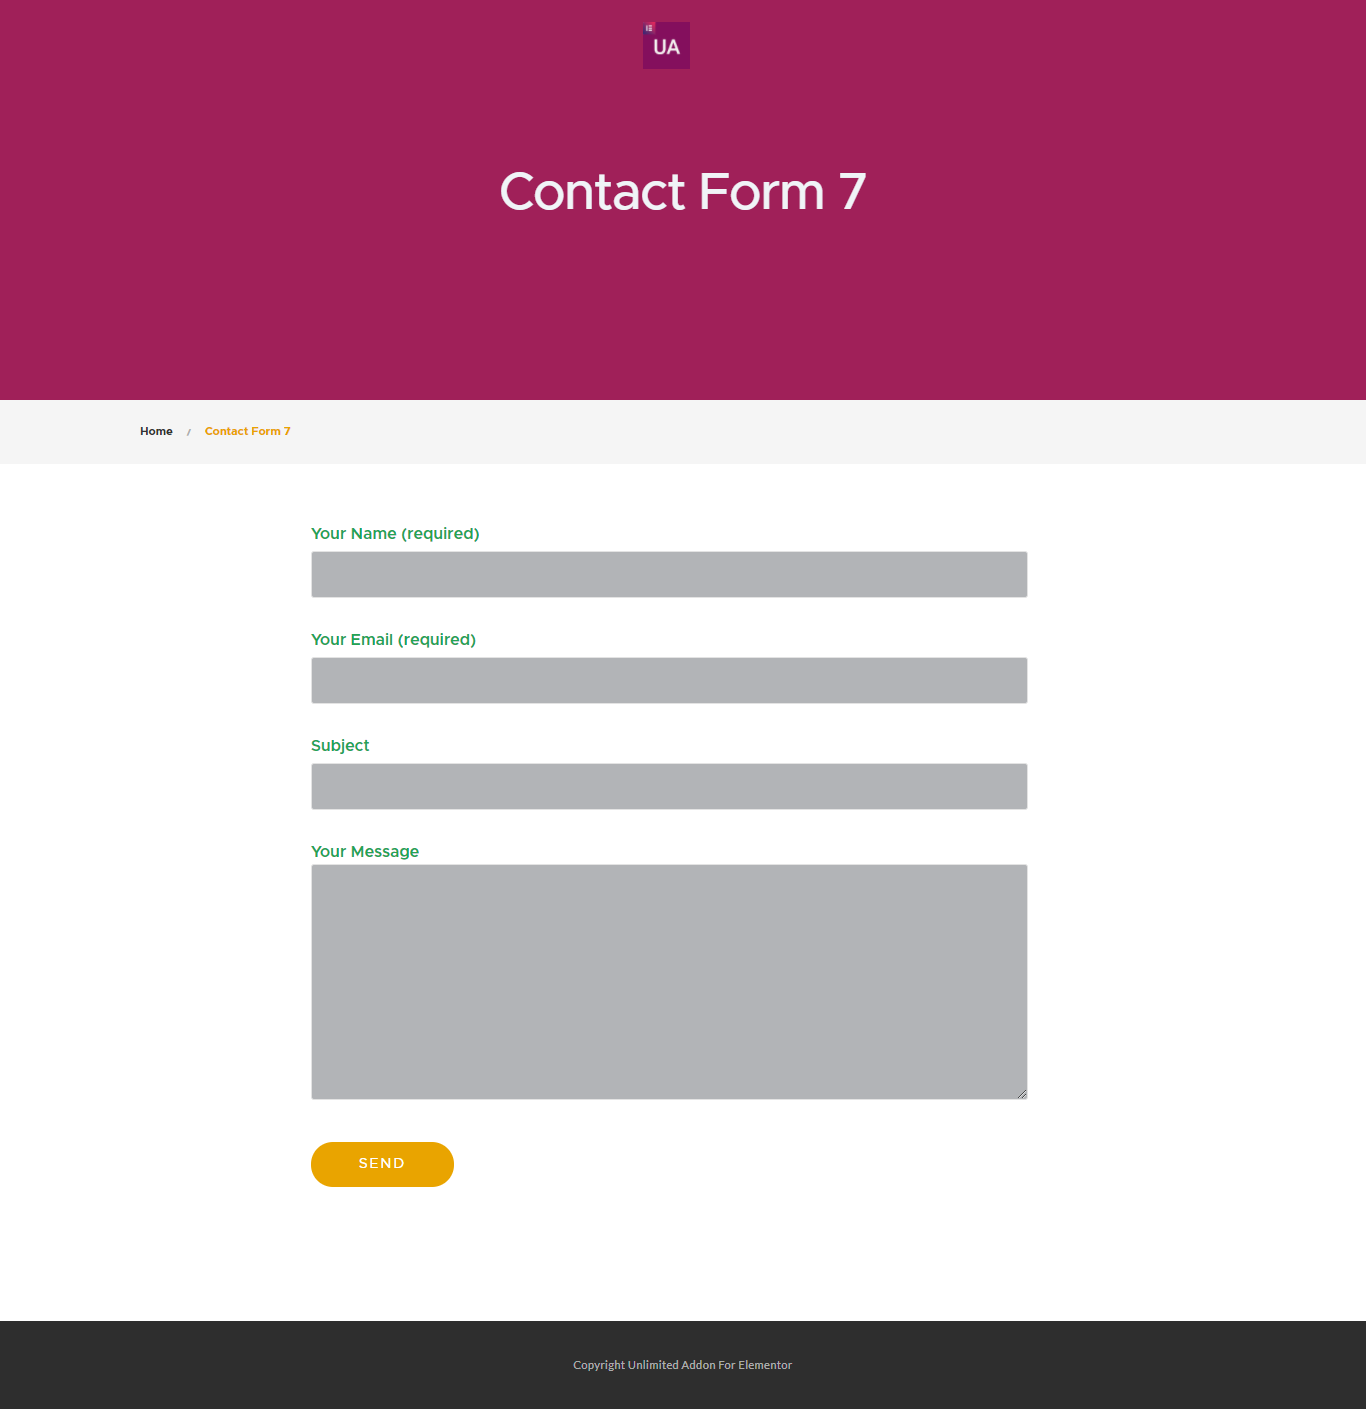 UA
Contact Form 7
Home / Contact Form 7
Your Name (required)
Your Email (required)
Subject
Your Message
SEND
Copyright Unlimited Addon For Elementor